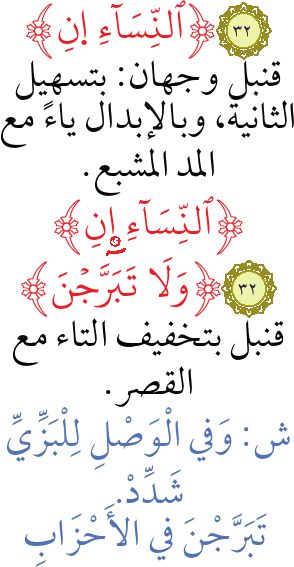 ٣٢ ﴿ٱلنِّسَآءِ إِنِ﴾
قنبل وجهان: بتسهيل
الثانية، وبالإبدال ياءً مع
المد المشبع.
﴿ٱلنِّسَآءِ اِنِ﴾
٣٢ ﴿وَلَا تَبَرَّجْنَ﴾
قنبل بتخفيف التاء مع
القصر.
ش: وَفِي الْوَصْلِ لِلْبَزِّيِّ
شَدِّدْ.
تَبَرَّجْنَ فِي الأَحْزَابِ